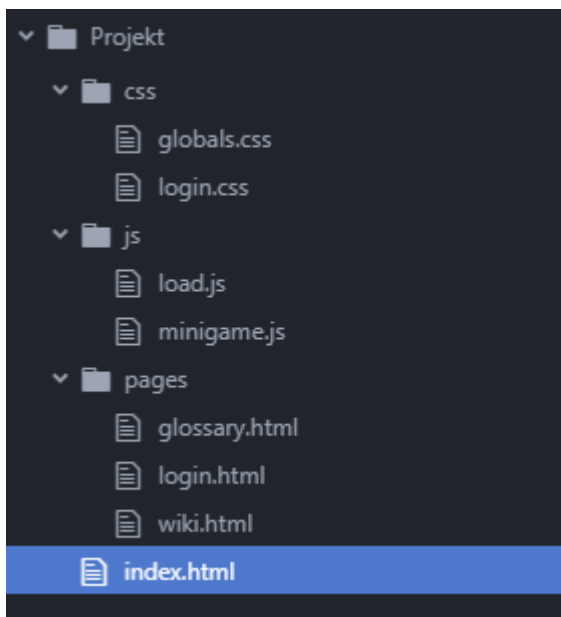 Projekt
css
globals.css
login.css
js
load.js
minigame.js
pages
glossary.html
login.html
wiki.html
index.html